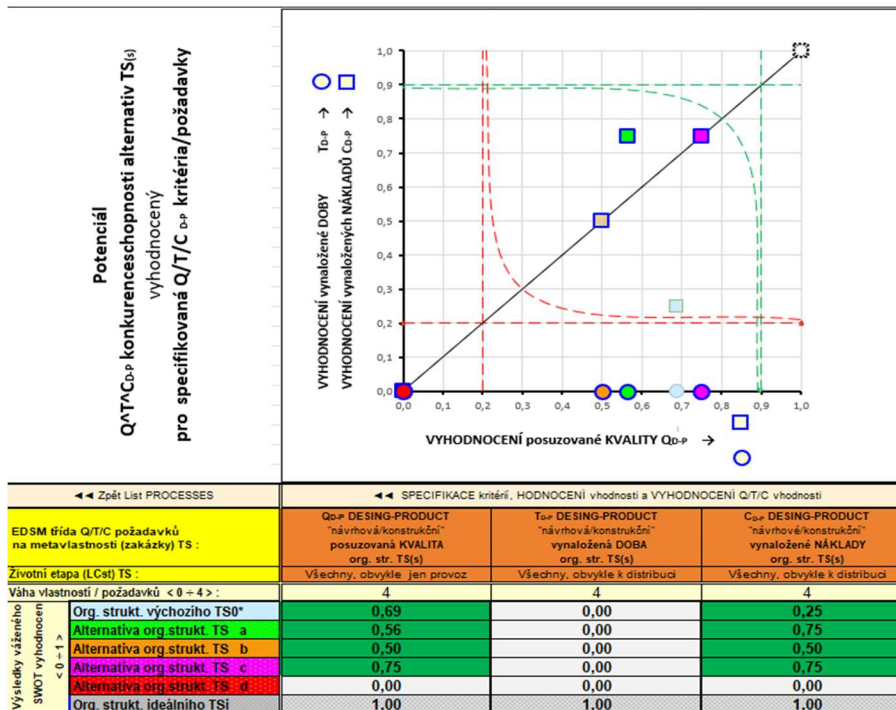 Potenciál
Q^T^CD-P konkurenceschopnosti alternativ TS(s)
vyhodnocený
pro specifikovaná Q/T/C D-P kritéria/požadavky
VYHODNOCENÍ vynaložené DOBY TD-P →
VYHODNOCENÍ vynaložených NÁKLADŮ CD-P →
1,0
0,9
0,8
0,7
0,6
0,5
0,4
0,3
0,2
0,1
0,0
0,0 0,1 0,2 0,3 0,4 0,5 0,6 0,7 0,8 0,9 1,0
VYHODNOCENÍ posuzované KVALITY QD-P →
◄◄ Zpět List PROCESSES
◄◄ SPECIFIKACE kritérií, HODNOCENÍ vhodnosti a VYHODNOCENÍ Q/T/C vhodnosti
EDSM třída Q/T/C požadavků
na metavlastnosti (zakázky) TS :
QD-P DESING-PRODUCT
"návrhová/konstrukční"
posuzovaná KVALITA
org. str. TS(s)
TD-P DESING-PRODUCT
"návrhová/konstrukční"
vynaložená DOBA
org. str. TS(s)
CD-P DESING-PRODUCT
"návrhové/konstrukční"
vynaložené NÁKLADY
org. str. TS(s)
Životní etapa (LCst) TS :
Všechny, obvykle jen provoz
Všechny, obvykle k distribuci
Všechny, obvykle k distribuci
Váha vlastností / požadavků < 0 ÷ 4 > :
4 4 4
Výsledky váženého
SWOT vyhodnocen
< 0 ÷ 1 >
Org. strukt. výchozího TS0* 0,69 0,00 0,25
Alternativa org.strukt. TS a 0,56 0,00 0,75
Alternativa org.strukt. TS b 0,50 0,00 0,50
Alternativa org.strukt. TS c 0,75 0,00 0,75
Alternativa org.strukt. TS d 0,00 0,00 0,00
Org. strukt. ideálního TSi 1,00 1,00 1,00